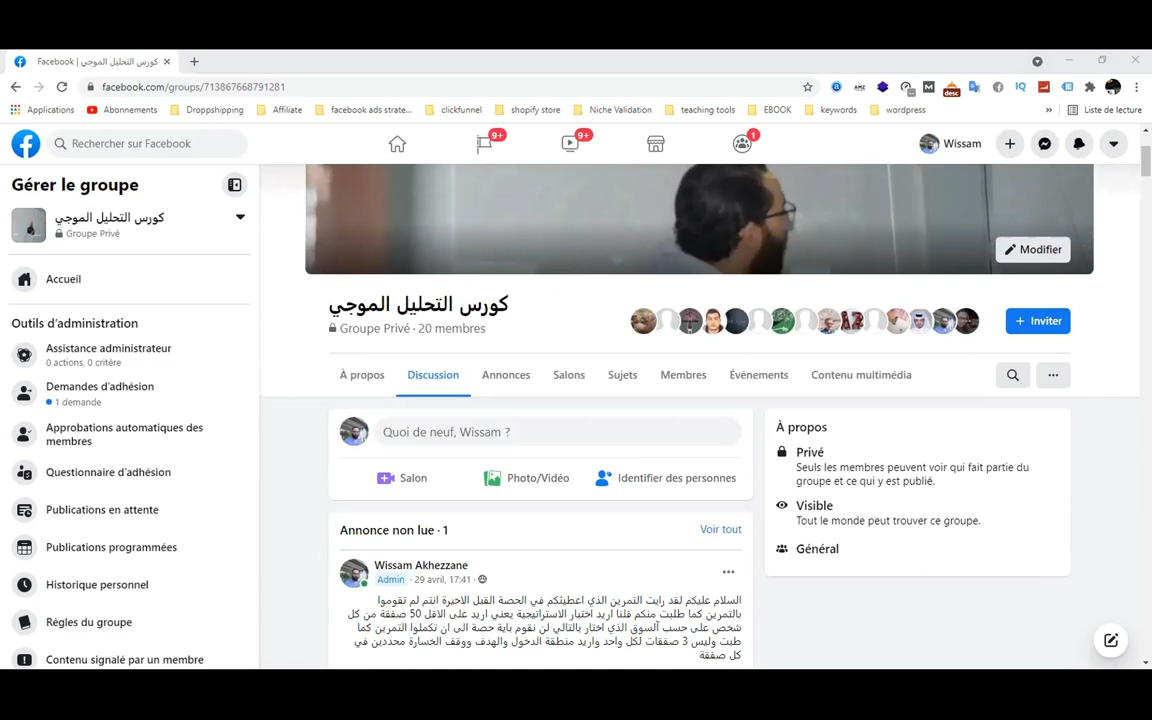 Facebook | كورس التحليل الموجي
facebook.com/groups/713867668791281
Applications
Abonnements
Droppshipping
Affiliate
facebook ads strate...
clickfunnel
shopify store
Niche Validation
teaching tools
EBOOK
keywords
wordpress
»
Liste de lecture
Rechercher sur Facebook
9+
9+
1
Wissam
Gérer le groupe
كورس التحليل الموجي
Groupe Privé
Accueil
Outils d'administration
Assistance administrateur
0 actions, 0 critère
Demandes d'adhésion
1 demande
Approbations automatiques des
membres
Questionnaire d'adhésion
Publications en attente
Publications programmées
Historique personnel
Règles du groupe
Contenu signalé par un membre
Modifier
كورس التحليل الموجي
Groupe Privé · 20 membres
+ Inviter
À propos
Discussion
Annonces
Salons
Sujets
Membres
Évènements
Contenu multimédia
Quoi de neuf, Wissam ?
Salon
Photo/Vidéo
Identifier des personnes
Annonce non lue · 1
Voir tout
Wissam Akhezzane
Admin · 29 avril, 17:41 ·
السلام عليكم لقد رايت التمرين الذي اعطيتكم في الحصة القبل الاخيرة انتم لم تقوموا
بالتمرين كما طلبت منكم قلنا اريد اختبار الاستراتيجية يعني اريد على الاقل 50 صفقة من كل
شخص على حسب السوق الذي اختار بالتالي لن نقوم باية حصة الى ان تكملوا التمرين كما
طبت وليس 3 صفقات لكل واحد واريد منطقة الدخول والهدف ووقف الخسارة محددين في
كل صفقة
À propos
Privé
Seuls les membres peuvent voir qui fait partie du
groupe et ce qui y est publié.
Visible
Tout le monde peut trouver ce groupe.
Général